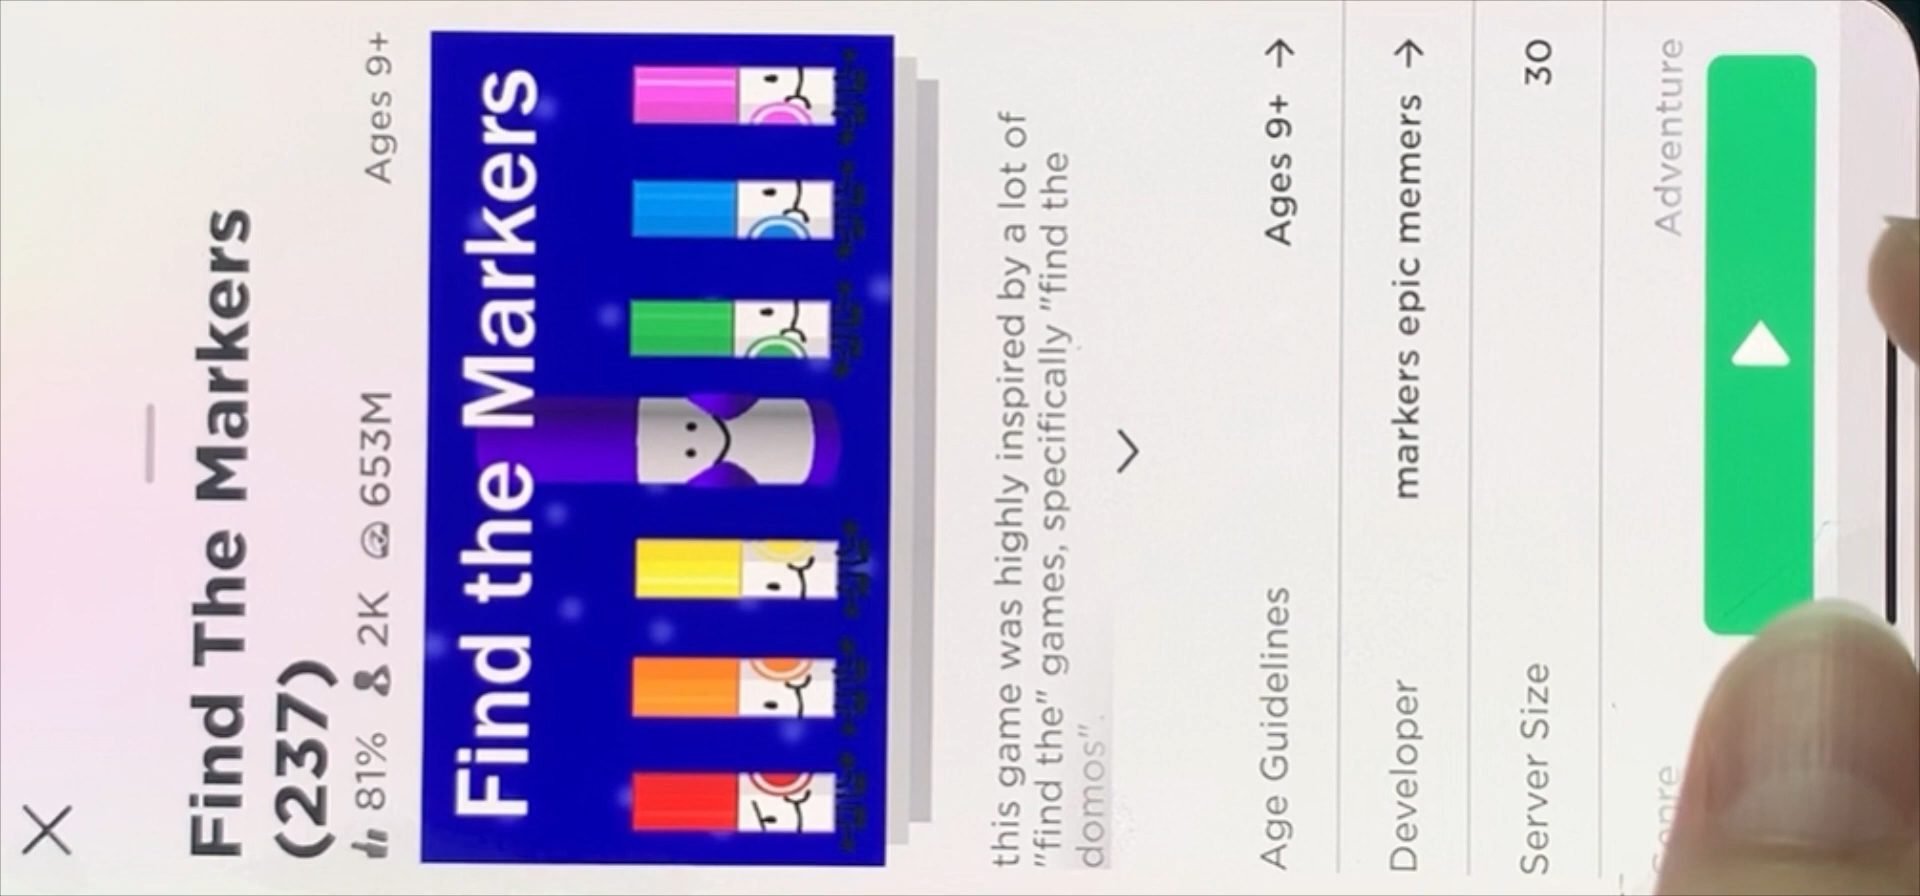 Find The Markers
(237)
81% 2K 653M Ages 9+
Find the Markers
this game was highly inspired by a lot of
"find the" games, specifically "find the
domos".
Age Guidelines Ages 9+
Developer markers epic memers
Server Size 30
Adventure